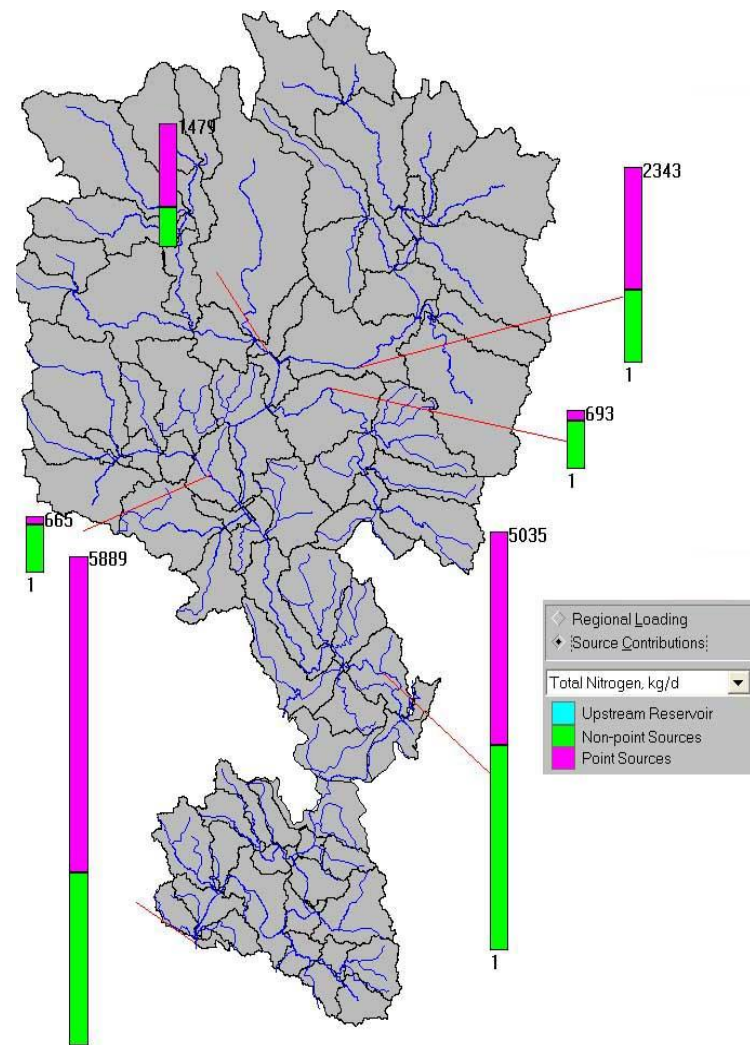 1479
1
2343
1
693
1
665
1
5889
5035
1
Regional Loading
Source Contributions
Total Nitrogen, kg/d
Upstream Reservoir
Non-point Sources
Point Sources